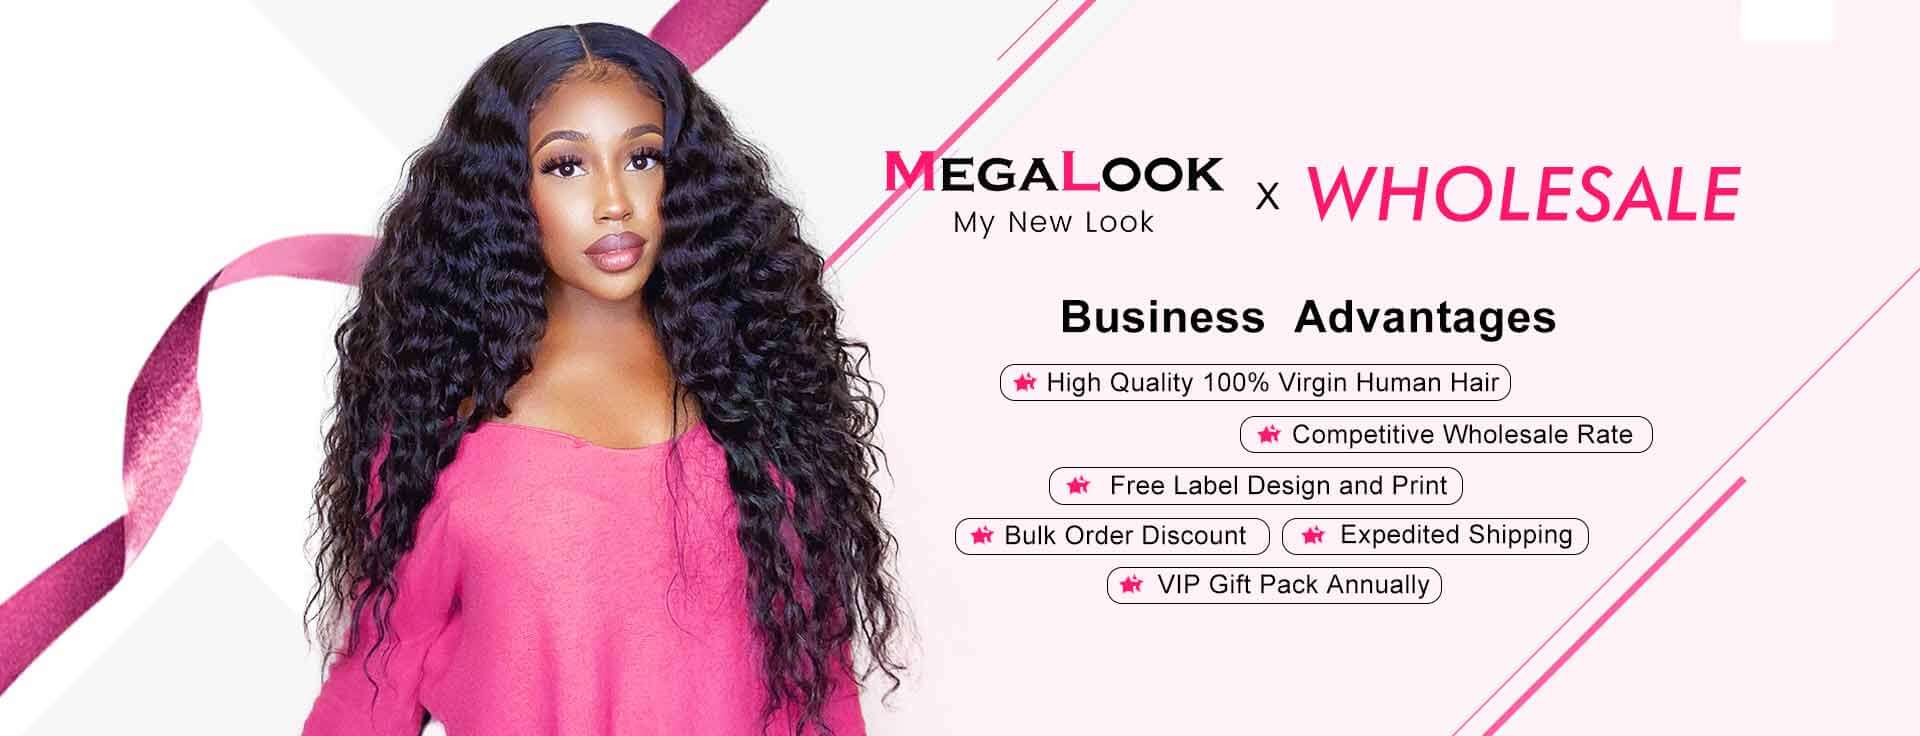 MEGALOOK x WHOLESALE
My New Look
Business Advantages
High Quality 100% Virgin Human Hair
Competitive Wholesale Rate
Free Label Design and Print
Bulk Order Discount Expedited Shipping
VIP Gift Pack Annually